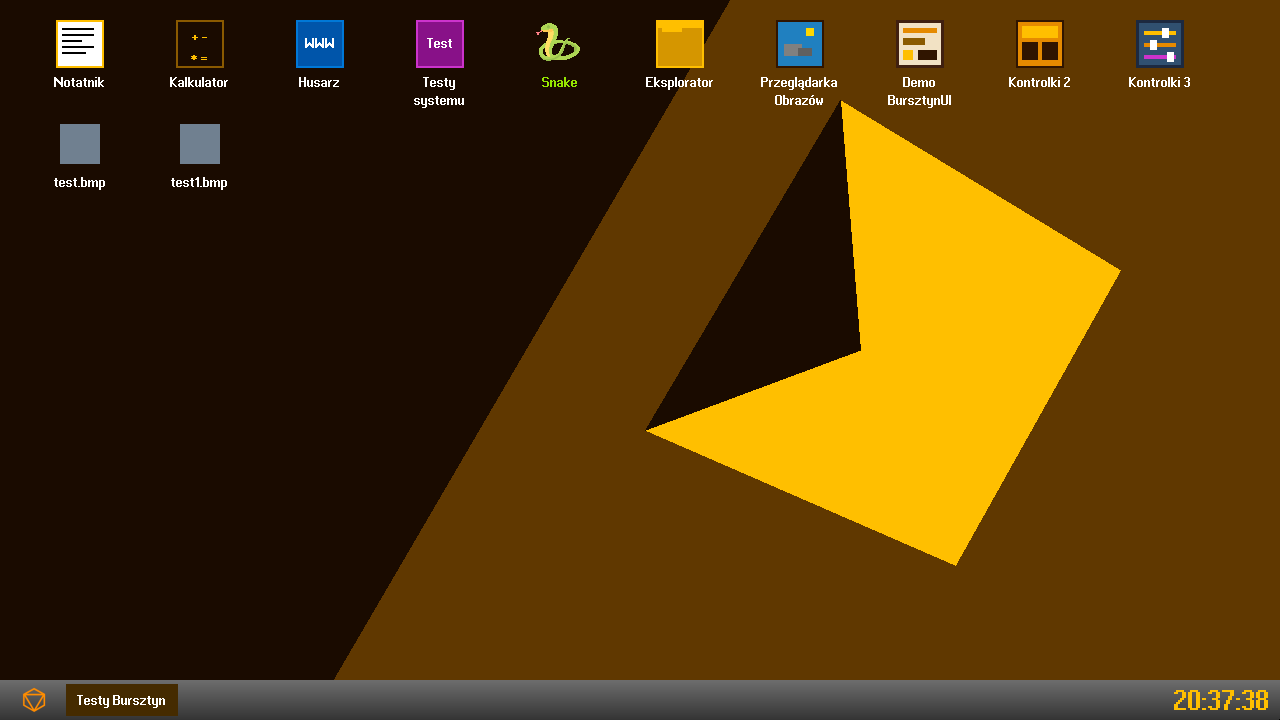 Notatnik
Kalkulator
WWW
Husarz
Test
Testy
systemu
Snake
Eksplorator
Przeglądarka
Obrazów
Demo
BursztynUI
Kontrolki 2
Kontrolki 3
test.bmp
test1.bmp
Testy Bursztyn
20:37:38